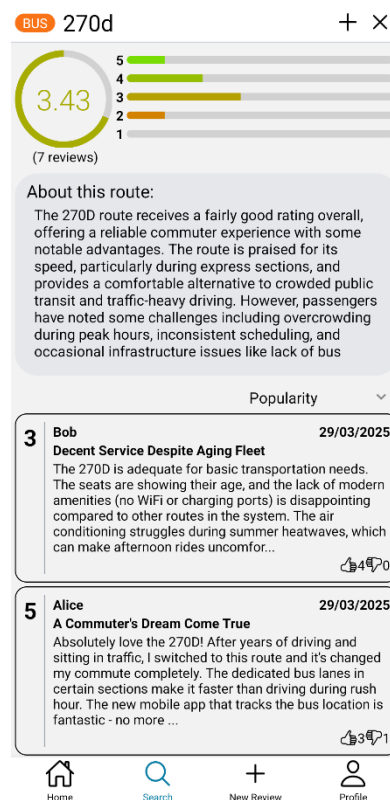 BUS 270d + ×
3.43
(7 reviews)
5
4
3
2
1
About this route:
The 270D route receives a fairly good rating overall,
offering a reliable commuter experience with some
notable advantages. The route is praised for its
speed, particularly during express sections, and
provides a comfortable alternative to crowded public
transit and traffic-heavy driving. However, passengers
have noted some challenges including overcrowding
during peak hours, inconsistent scheduling, and
occasional infrastructure issues like lack of bus
Popularity
3 Bob 29/03/2025
Decent Service Despite Aging Fleet
The 270D is adequate for basic transportation needs.
The seats are showing their age, and the lack of modern
amenities (no WiFi or charging ports) is disappointing
compared to other routes in the system. The air
conditioning struggles during summer heatwaves, which
can make afternoon rides uncomfor...
4 0
5 Alice 29/03/2025
A Commuter's Dream Come True
Absolutely love the 270D! After years of driving and
sitting in traffic, I switched to this route and it's changed
my commute completely. The dedicated bus lanes in
certain sections make it faster than driving during rush
hour. The new mobile app that tracks the bus location is
fantastic - no more ...
3 1
Home Search New Review Profile